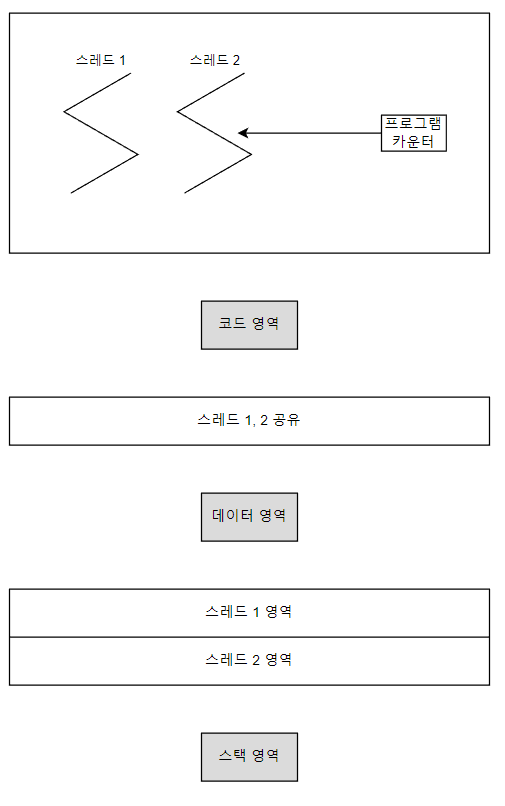 스레드 1
스레드 2
프로그램
카운터
코드 영역
스레드 1, 2 공유
데이터 영역
스레드 1 영역
스레드 2 영역
스택 영역